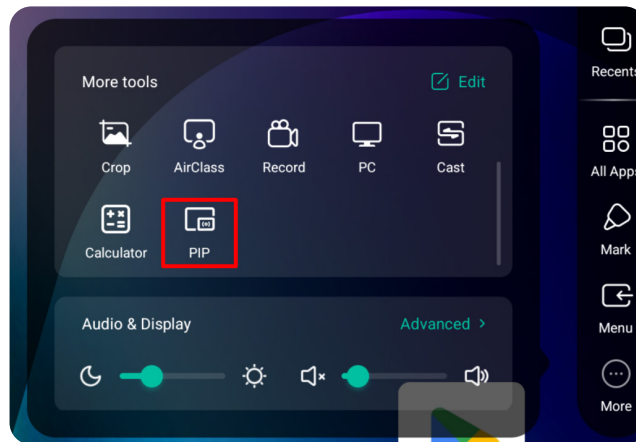 More tools
Edit
Crop
AirClass
Record
PC
Cast
Calculator
PIP
Audio & Display
Advanced
Recents
All Apps
Mark
Menu
More